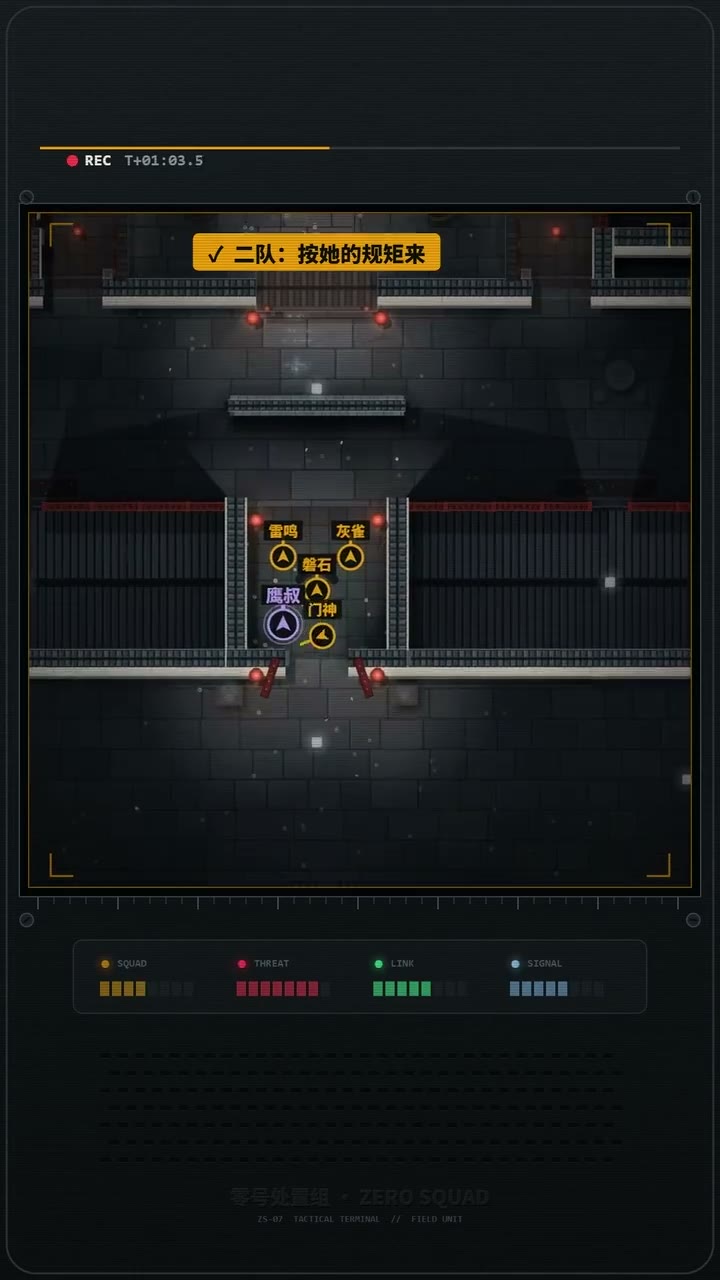 REC T+01:03.5
✓ 二队：按她的规矩来
雷鸣 灰雀
磐石
鹰叔
门神
SQUAD THREAT LINK SIGNAL
零号处置组 · ZERO SQUAD
ZS-07 TACTICAL TERMINAL // FIELD UNIT